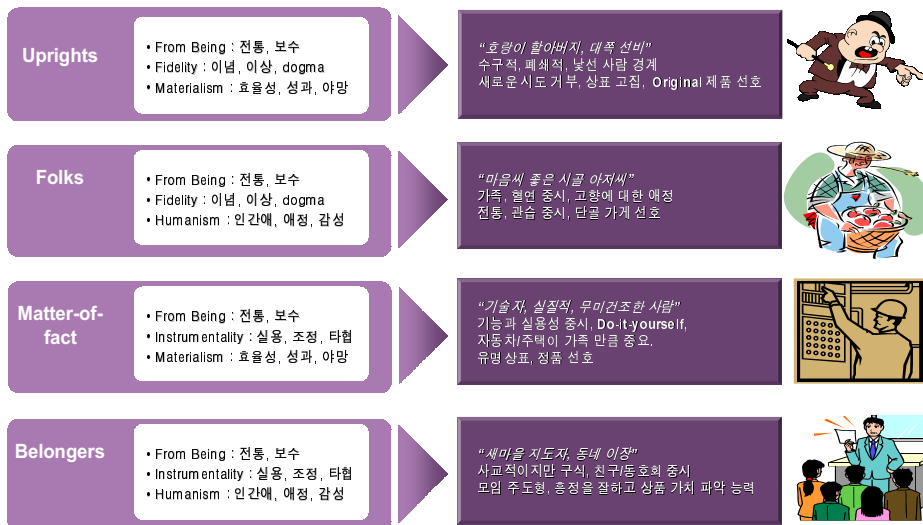 Uprights
• From Being : 전통, 보수
• Fidelity : 이념, 이상, dogma
• Materialism : 효율성, 성과, 야망
“호랑이 할아버지, 대쪽 선비”
수구적, 폐쇄적, 낯선 사람 경계
새로운시도 거부, 상표 고집, Original 제품 선호
Folks
• From Being : 전통, 보수
• Fidelity : 이념, 이상, dogma
• Humanism : 인간애, 애정, 감성
“마음씨 좋은 시골 아저씨”
가족, 혈연 중시, 고향에 대한 애정
전통, 관습 중시, 단골 가게 선호
Matter-of-
fact
• From Being : 전통, 보수
• Instrumentality : 실용, 조정, 타협
• Materialism : 효율성, 성과, 야망
“기술자, 실질적, 무미건조한 사람”
기능과 실용성 중시, Do-it-yourself,
자동차/주택이 가족 만큼 중요.
유명상표, 정품 선호
Belongers
• From Being : 전통, 보수
• Instrumentality : 실용, 조정, 타협
• Humanism : 인간애, 애정, 감성
“새마을 지도자, 동네 이장”
사교적이지만 구식, 친구/동호회 중시
모임 주도형, 흥정을 잘하고 상품 가치 파악 능력